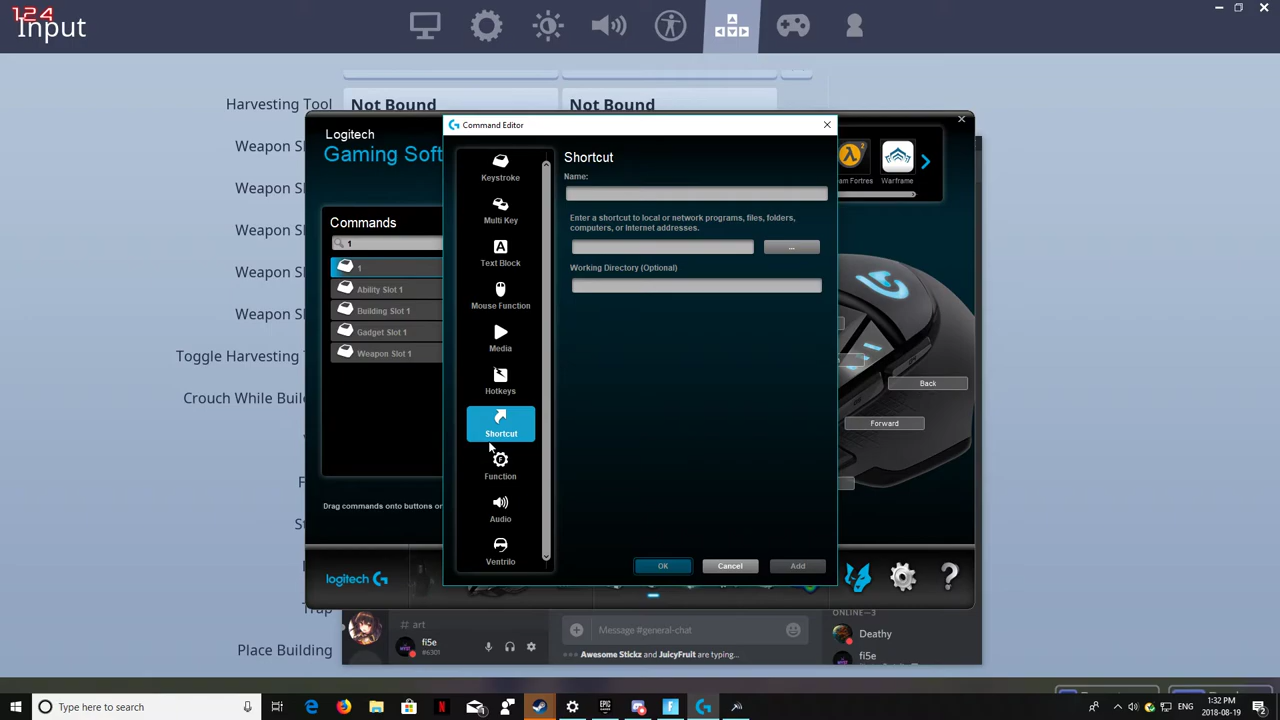 124
Input
Harvesting Tool
Not Bound
Not Bound
Weapon Sl
Weapon Sl
Weapon Sl
Weapon Sl
Weapon Sl
Toggle Harvesting
Crouch While Buil
Trap
Place Building
Logitech
Gaming Soft
Commands
1
1
Ability Slot 1
Building Slot 1
Gadget Slot 1
Weapon Slot 1
Drag commands onto buttons or
logitech G
Command Editor
Keystroke
Multi Key
Text Block
Mouse Function
Media
Hotkeys
Shortcut
Function
Audio
Ventrilo
Shortcut
Name:
Enter a shortcut to local or network programs, files, folders,
computers, or Internet addresses.
...
Working Directory (Optional)
OK
Cancel
Add
am Fortres
Warframe
Back
Forward
# art
fi5e
#6301
Message #general-chat
Awesome Stickz and JuicyFruit are typing...
ONLINE—3
Deathy
fi5e
Type here to search
1:32 PM
2018-08-19